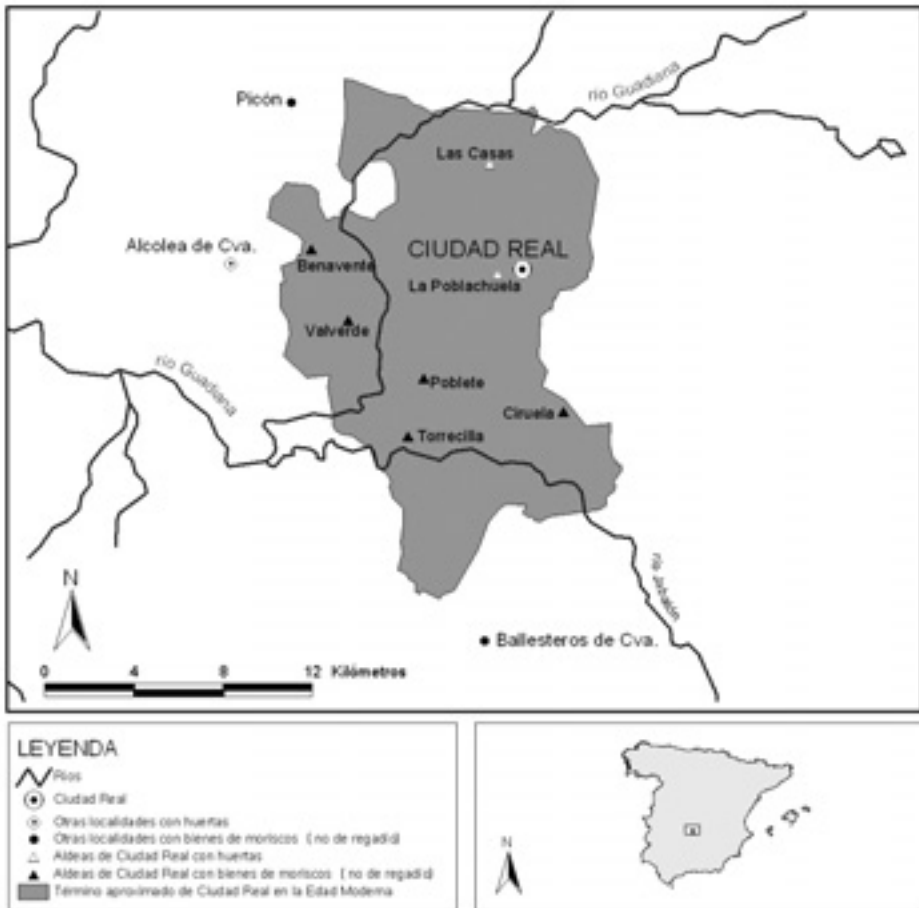 Picón
río Guadiana
Las Casas
Alcolea de Cva.
CIUDAD REAL
Benavente
La Poblachuela
Valverde
río Guadiana
Poblete
Ciruela
Torrecilla
río Jabalón
N
Ballesteros de Cva.
0 4 8 12 Kilómetros
LEYENDA
Ríos
Ciudad Real
Otras localidades con huertas
Otras localidades con bienes de moriscos (no de regadío)
Aldeas de Ciudad Real con huertas
Aldeas de Ciudad Real con bienes de moriscos (no de regadío)
Término aproximado de Ciudad Real en la Edad Moderna
N